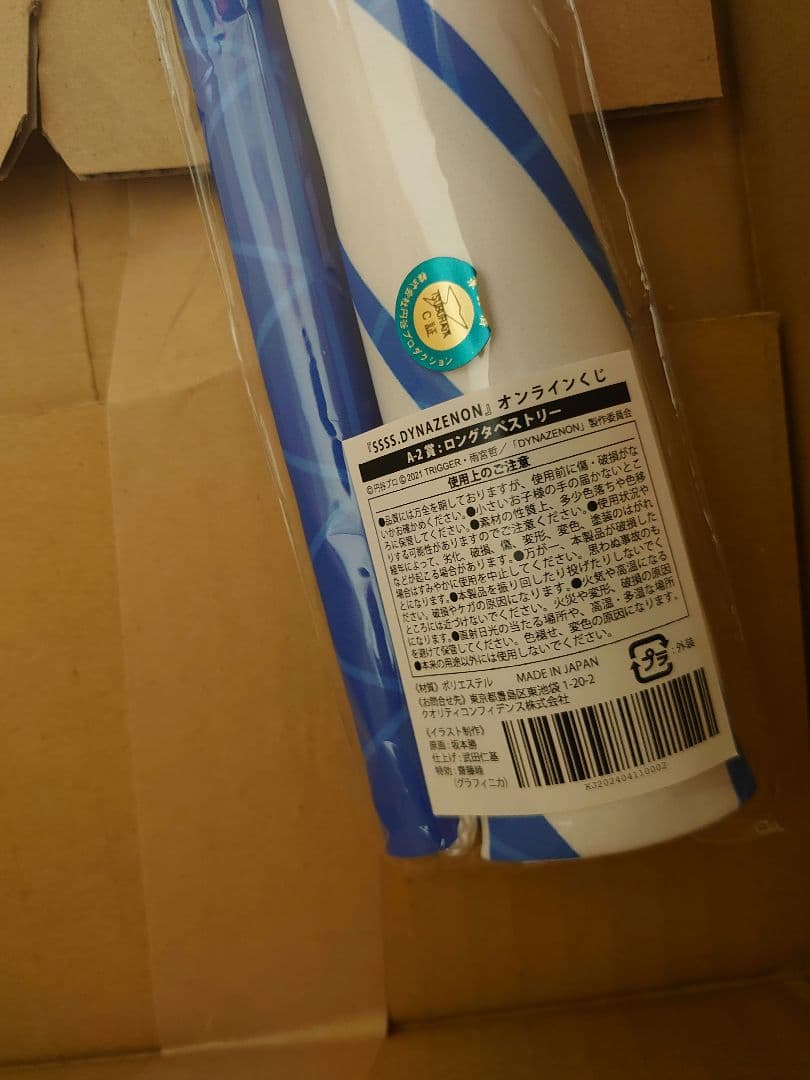 株式会社円谷プロダクション
TSUBURAYA
C 証
『SSSS.DYNAZENON』オンラインくじ
A-2賞:ロングタペストリー
©円谷プロ ©2021 TRIGGER・雨宮哲/「DYNAZENON」製作委員会
使用上のご注意
●品質には万全を期しておりますが、使用前に傷・破損がな
いかお確かめください。●小さいお子様の手の届かないとこ
ろに保管してください。●素材の性質上、多少色落ちや色移
りする可能性がありますのでご注意ください。●使用状況や
経年によって、劣化、破損、傷、変形、変色、塗装のはがれ
などが起こる場合があります。●万が一、本製品が破損した
場合はすみやかに使用を中止してください。思わぬ事故のも
とになります。●本製品を振り回したり投げたりしないでく
ださい。破損やケガの原因になります。●火気や高温になる
ところには近づけないでください。火災や変形、破損の原因
になります。●直射日光の当たる場所や、高温・多湿な場所
を避けて保管してください。色褪せ、変色の原因になります。
●本来の用途以外には使用しないでください。
《材質》ポリエステル MADE IN JAPAN
プラ :外装
《お問合せ先》東京都豊島区東池袋 1-20-2
クオリティコンフィデンス株式会社
《イラスト制作》
原画:坂本勝
仕上げ:武田仁基
特効:齋藤睦
(グラフィニカ)
KJ202404110002